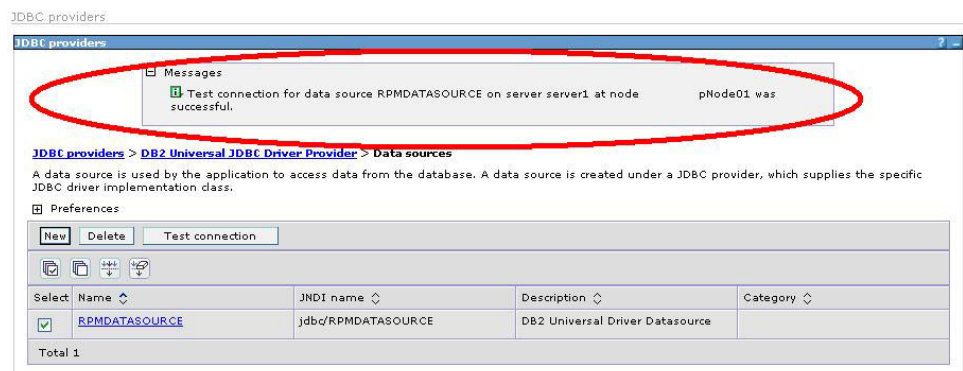 JDBC providers
JDBC providers ? -
Messages
Test connection for data source RPMDATASOURCE on server server1 at node pNode01 was
successful.
JDBC providers > DB2 Universal JDBC Driver Provider > Data sources
A data source is used by the application to access data from the database. A data source is created under a JDBC provider, which supplies the specific
JDBC driver implementation class.
Preferences
New Delete Test connection
Select Name JNDI name Description Category
RPMDATASOURCE jdbc/RPMDATASOURCE DB2 Universal Driver Datasource
Total 1